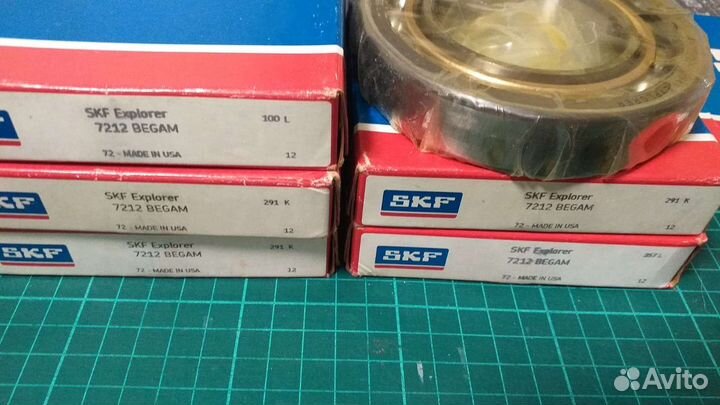 SKF
SKF Explorer 100 L
7212 BEGAM
72 - MADE IN USA 12
SKF
SKF Explorer 291 K
7212 BEGAM
72 - MADE IN USA 12
SKF
SKF Explorer 291 K
7212 BEGAM
72 - MADE IN USA 12
SKF
SKF Explorer 291 K
7212 BEGAM
72 - MADE IN USA 12
SKF
SKF Explorer
7212 BEGAM
72 - MADE IN USA 12
Avito